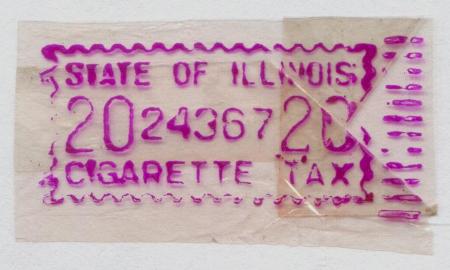 STATE OF ILLINOIS
20 24367 20
CIGARETTE TAX